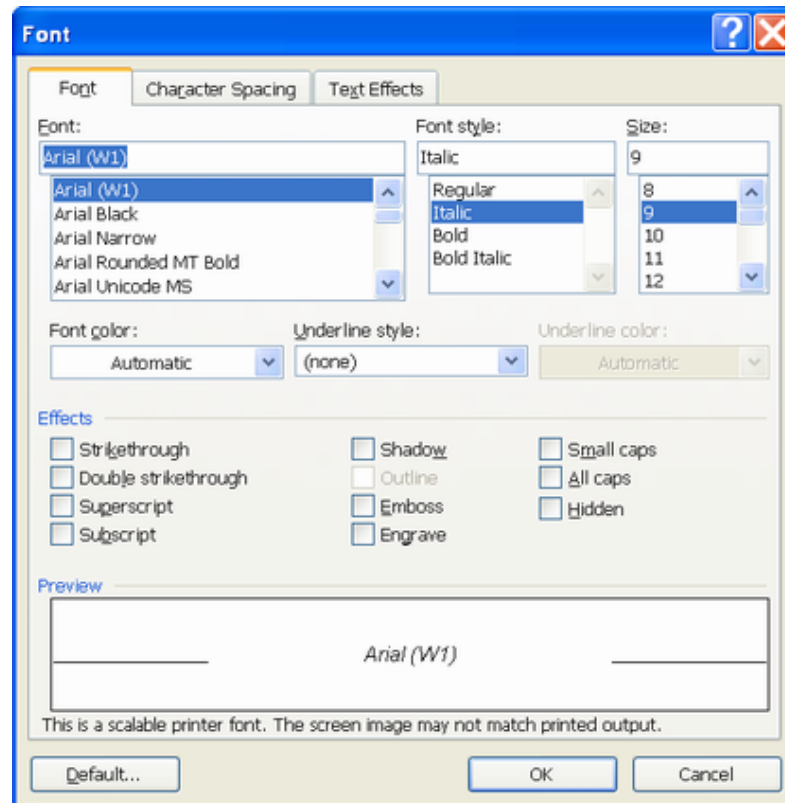 Font
Font Character Spacing Text Effects
Font: Font style: Size:
Arial (W1) Italic 9
Arial (W1) Regular 8
Arial Black Italic 9
Arial Narrow Bold 10
Arial Rounded MT Bold Bold Italic 11
Arial Unicode MS 12
Font color: Underline style: Underline color:
Automatic (none) Automatic
Effects
Strikethrough Shadow Small caps
Double strikethrough Outline All caps
Superscript Emboss Hidden
Subscript Engrave
Preview
Arial (W1)
This is a scalable printer font. The screen image may not match printed output.
Default... OK Cancel